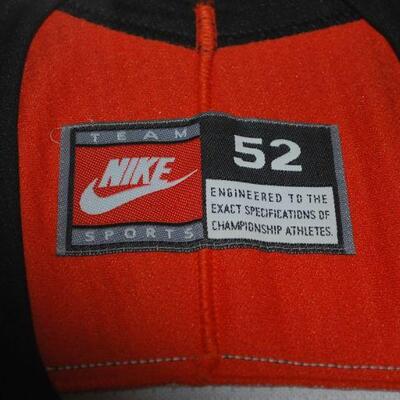 TEAM
NIKE
SPORTS
52
ENGINEERED TO THE
EXACT SPECIFICATIONS OF
CHAMPIONSHIP ATHLETES.